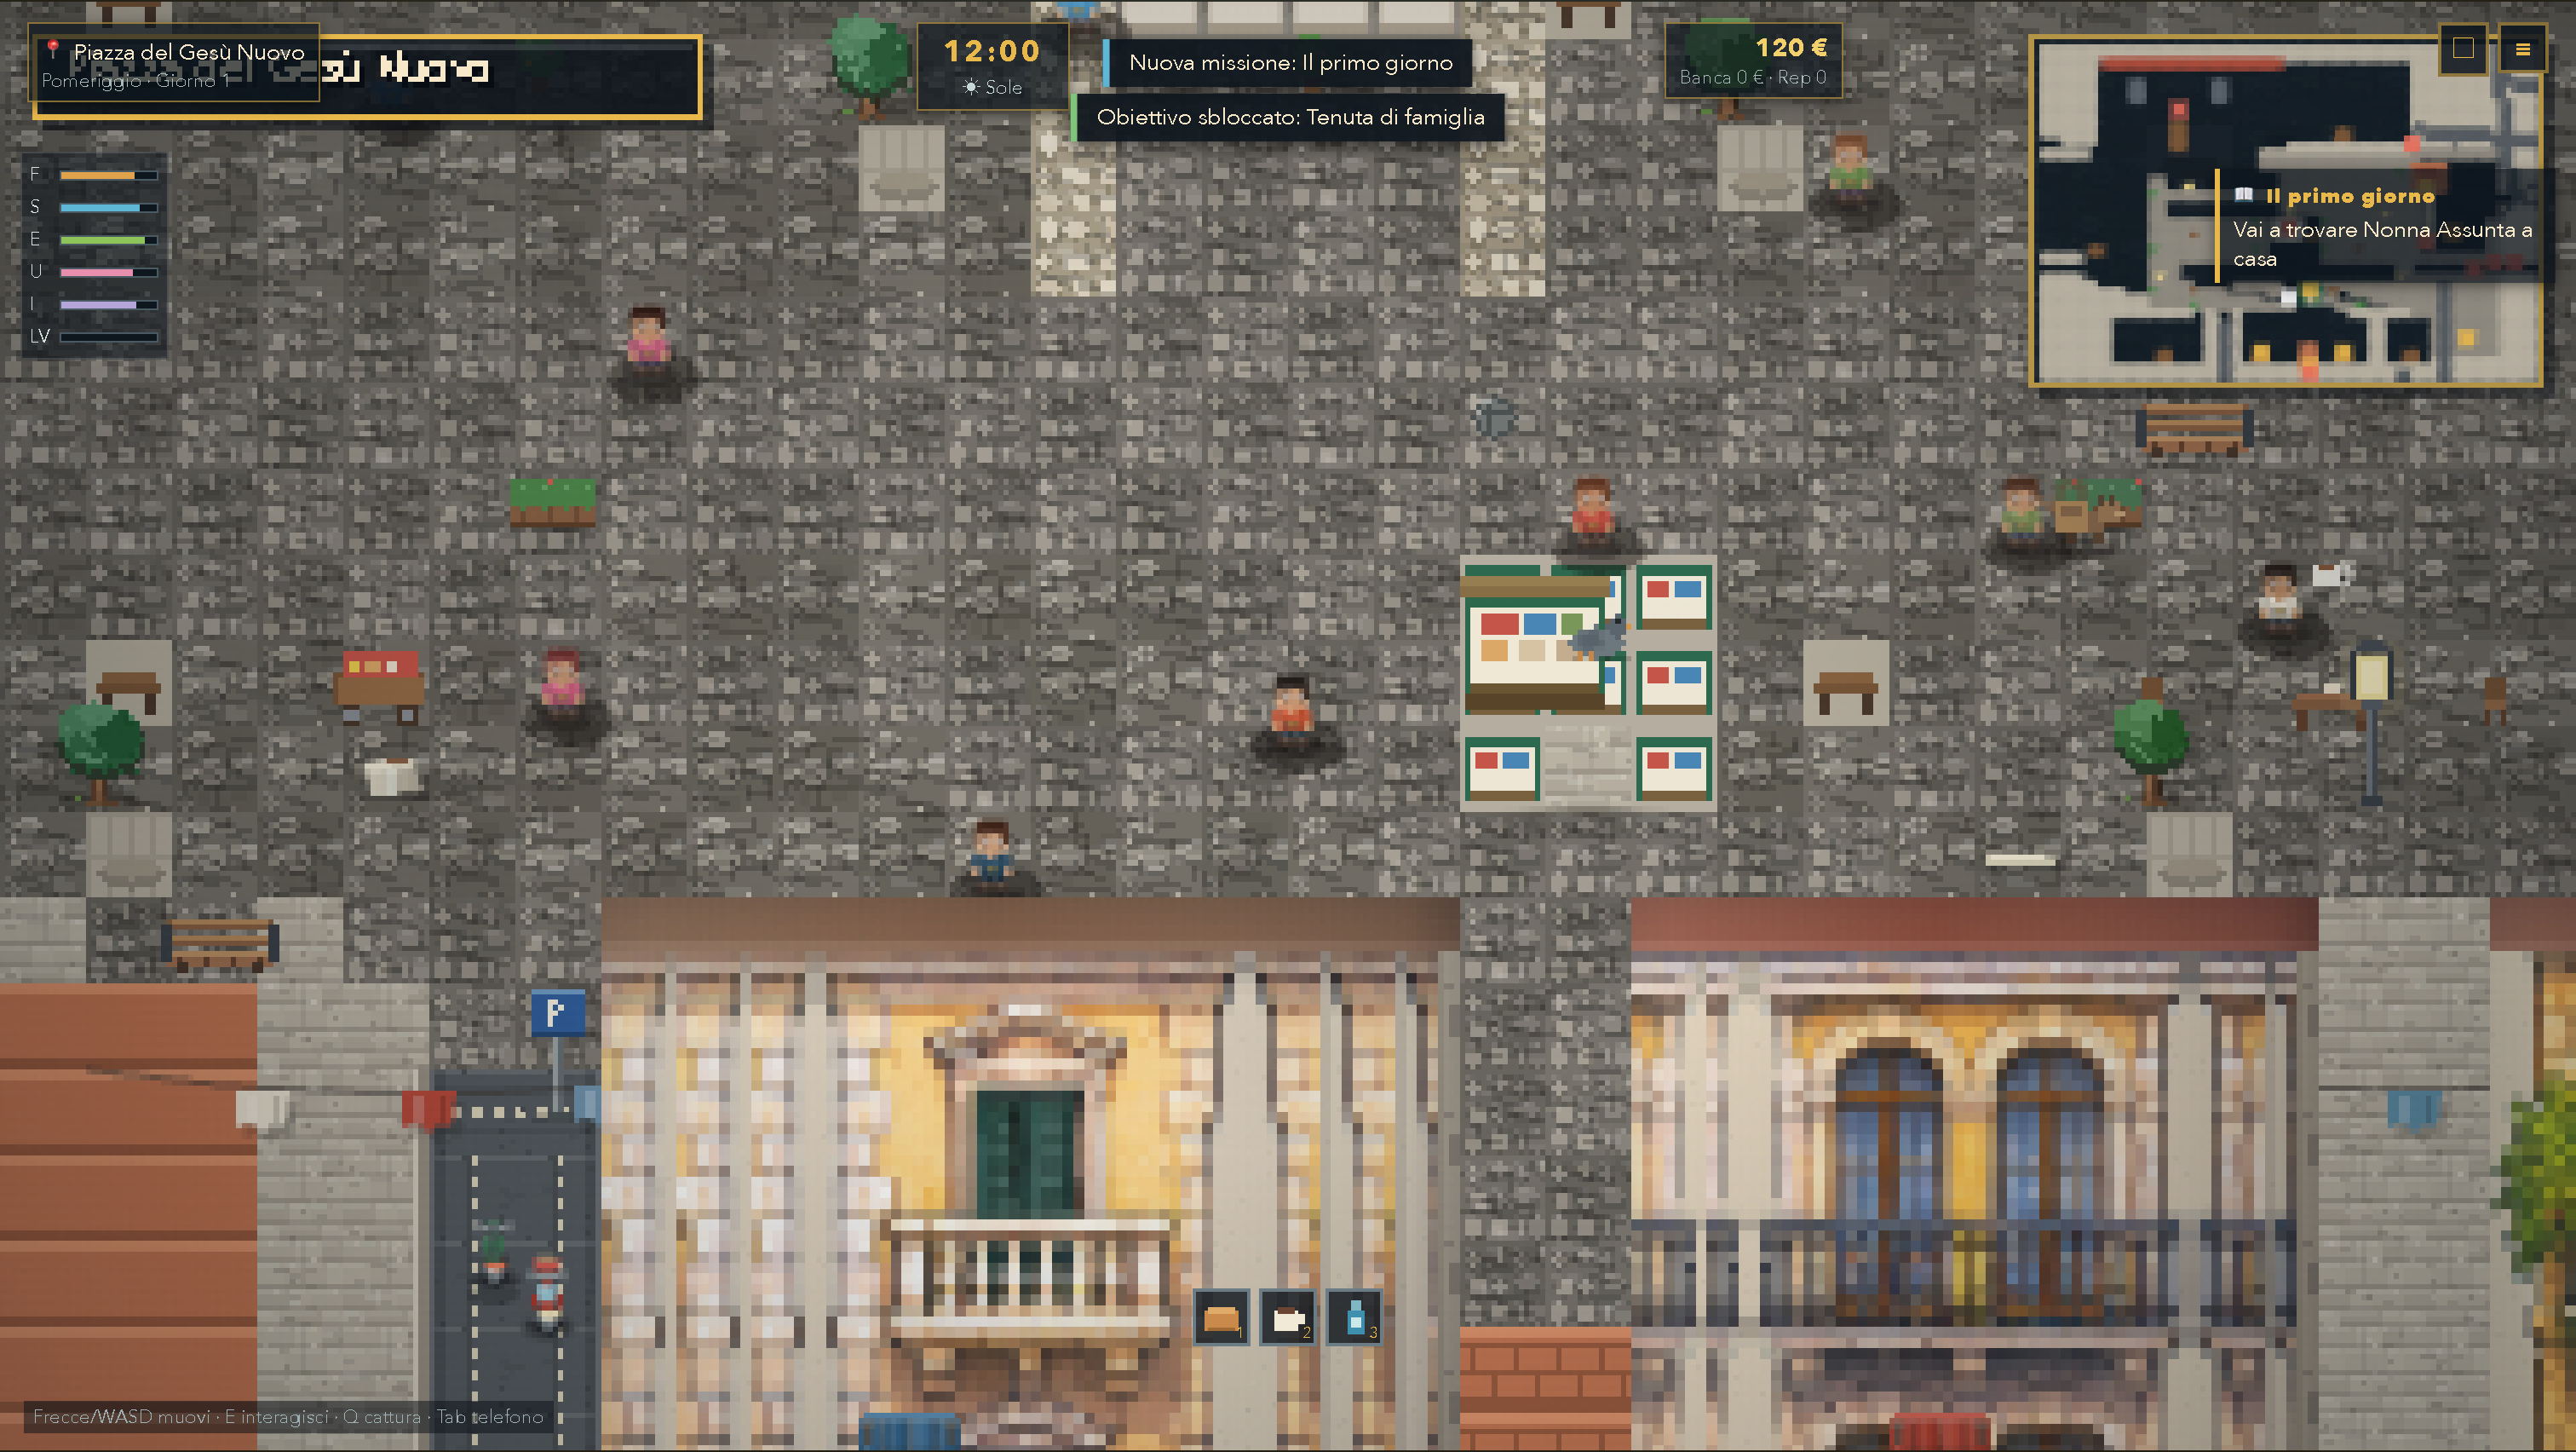 Piazza del Gesù Nuovo
Pomeriggio · Giorno 1
sù Nuovo
12:00
Sole
Nuova missione: Il primo giorno
Obiettivo sbloccato: Tenuta di famiglia
120 €
Banca 0 € · Rep 0
Il primo giorno
Vai a trovare Nonna Assunta a
casa
F
S
E
U
I
LV
P
1
2
3
Frecce/WASD muovi · E interagisci · Q cattura · Tab telefono